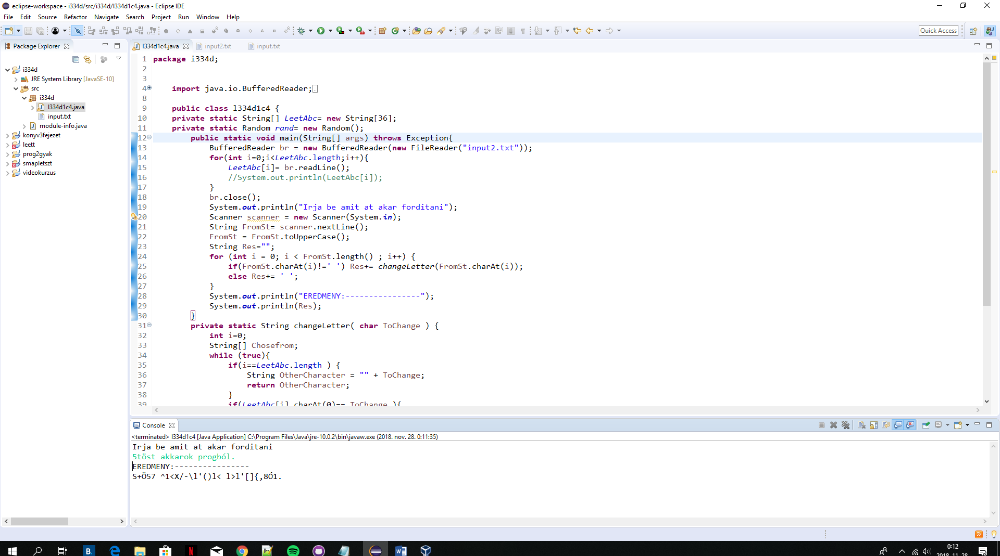 eclipse-workspace - i334d/src/i334d/l334d1c4.java - Eclipse IDE
File Edit Source Refactor Navigate Search Project Run Window Help
Quick Access
Package Explorer
l334d1c4.java input2.txt input.txt
i334d
JRE System Library [JavaSE-10]
src
i334d
l334d1c4.java
input.txt
module-info.java
konyv3fejezet
leett
prog2gyak
smapletszt
videokurzus
1 package i334d;
2
3
4 import java.io.BufferedReader;
8
9 public class l334d1c4 {
10 private static String[] LeetAbc= new String[36];
11 private static Random rand= new Random();
12 public static void main(String[] args) throws Exception{
13 BufferedReader br = new BufferedReader(new FileReader("input2.txt"));
14 for(int i=0;i<LeetAbc.length;i++){
15 LeetAbc[i]= br.readLine();
16 //System.out.println(LeetAbc[i]);
17 }
18 br.close();
19 System.out.println("Irja be amit at akar forditani");
20 Scanner scanner = new Scanner(System.in);
21 String FromSt= scanner.nextLine();
22 FromSt = FromSt.toUpperCase();
23 String Res="";
24 for (int i = 0; i < FromSt.length() ; i++) {
25 if(FromSt.charAt(i)!=' ') Res+= changeLetter(FromSt.charAt(i));
26 else Res+= ' ';
27 }
28 System.out.println("EREDMENY:----------------");
29 System.out.println(Res);
30 }
31 private static String changeLetter( char ToChange ) {
32 int i=0;
33 String[] Chosefrom;
34 while (true){
35 if(i==LeetAbc.length ) {
36 String OtherCharacter = "" + ToChange;
37 return OtherCharacter;
38 }
39 if(LeetAbc[i].charAt(0)== ToChange ){
Console
<terminated> l334d1c4 [Java Application] C:\Program Files\Java\jre-10.0.2\bin\javaw.exe (2018. nov. 28. 0:11:35)
Irja be amit at akar forditani
5töst akkarok progból.
EREDMENY:----------------
S+Ö57 ^1<X/-\l'()l< l>l'[]{,8Ó1.
0:12
2018. 11. 28.